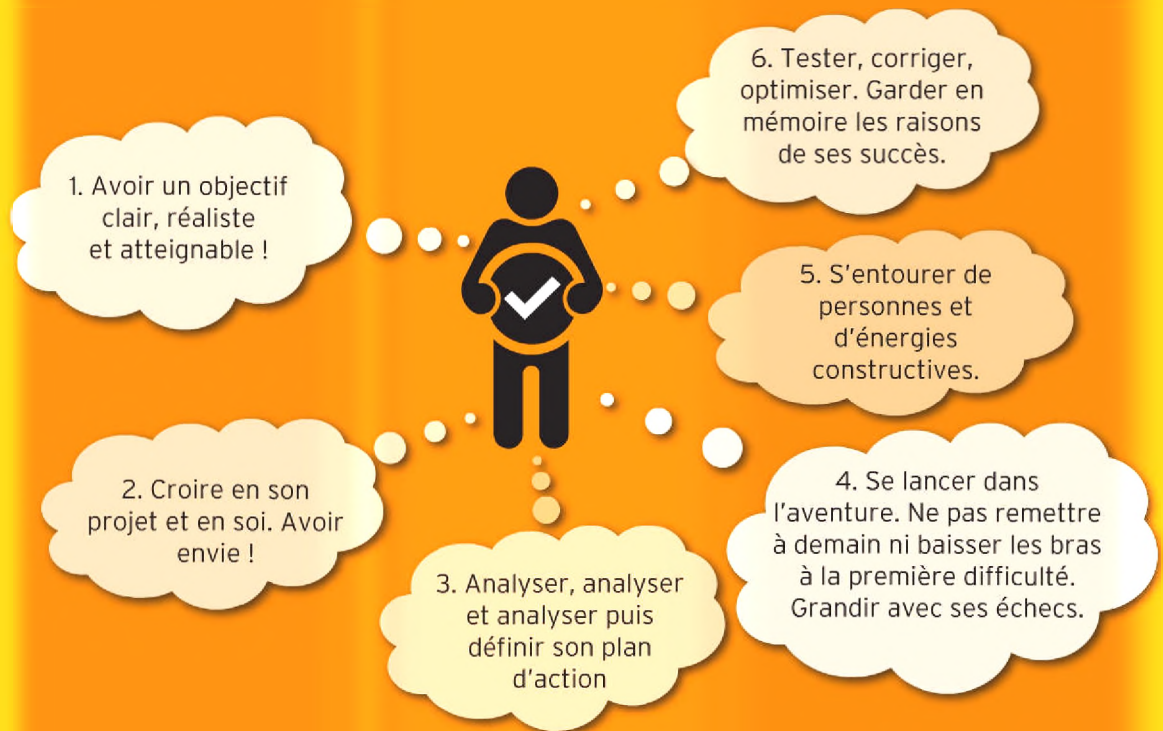 1. Avoir un objectif
clair, réaliste
et atteignable !
2. Croire en son
projet et en soi. Avoir
envie !
3. Analyser, analyser
et analyser puis
définir son plan
d'action
4. Se lancer dans
l'aventure. Ne pas remettre
à demain ni baisser les bras
à la première difficulté.
Grandir avec ses échecs.
5. S'entourer de
personnes et
d'énergies
constructives.
6. Tester, corriger,
optimiser. Garder en
mémoire les raisons
de ses succès.